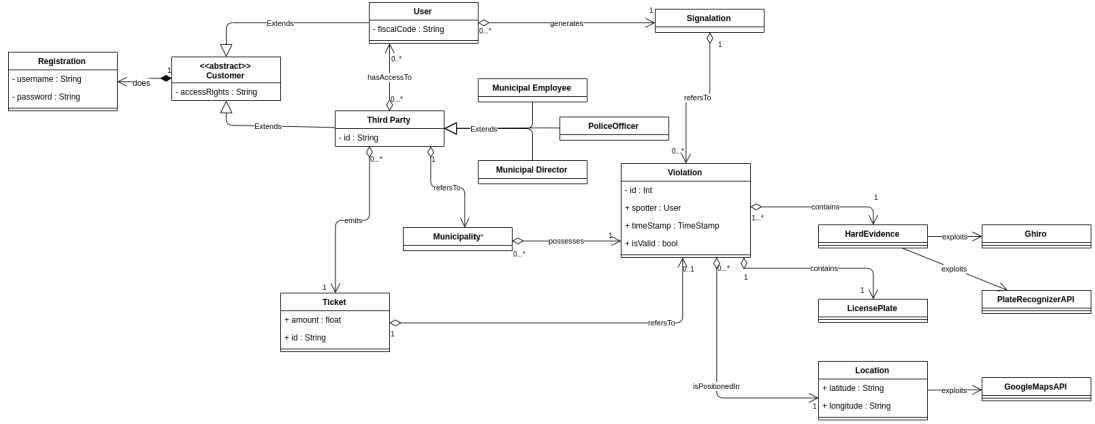 User
- fiscalCode : String
Extends
0...*
generates
1
Signalation
1
Registration
- username : String
- password : String
does
1
<<abstract>>
Customer
- accessRights : String
0..*
hasAccessTo
0...*
Extends
Third Party
- id : String
Extends
Municipal Employee
PoliceOfficer
Municipal Director
refersTo
0...*
0...*
1
refersTo
emits
1
Municipality
0...*
possesses
1
Violation
- id : Int
+ spotter : User
+ timeStamp : TimeStamp
+ isValid : bool
1...*
contains
1
HardEvidence
exploits
Ghiro
exploits
PlateRecognizerAPI
0..1
0...*
1
contains
1
LicensePlate
Ticket
+ amount : float
+ id : String
1
refersTo
isPositionedIn
1
Location
+ latitude : String
+ longitude : String
exploits
GoogleMapsAPI